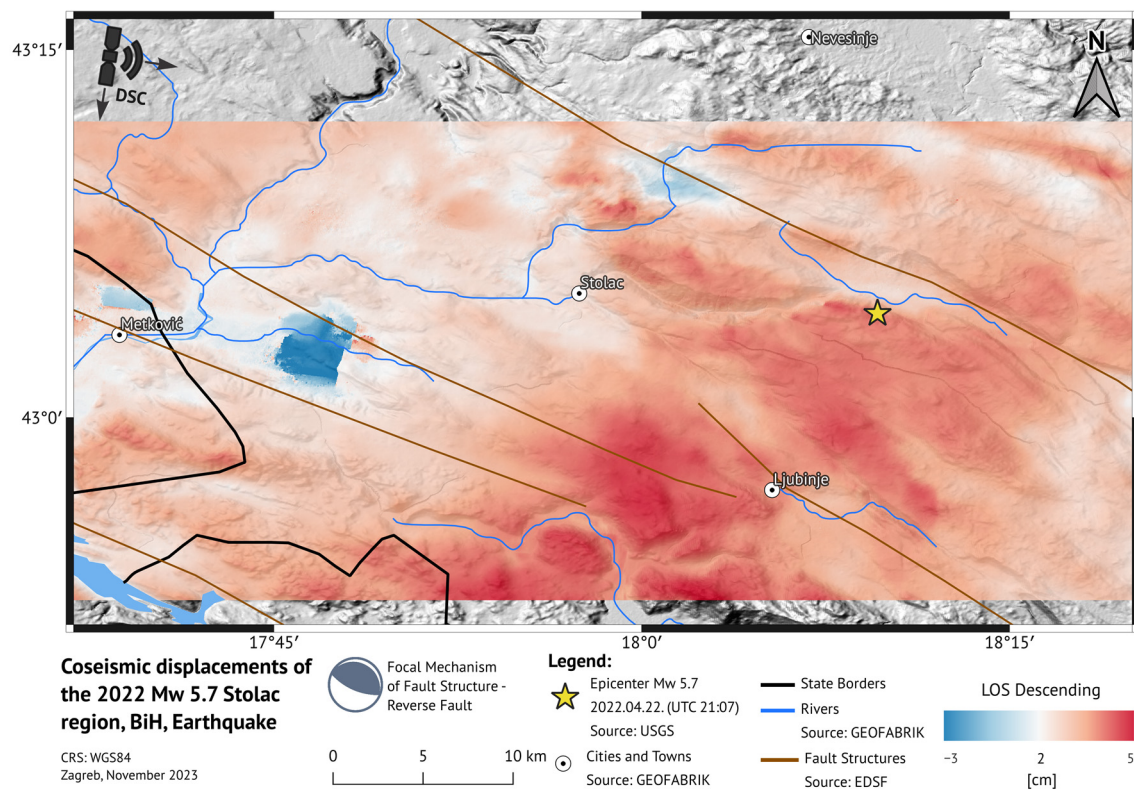 43°15'
DSC
Nevesinje
N
Stolac
Metković
43°0'
Ljubinje
17°45'
18°0'
18°15'
Coseismic displacements of
the 2022 Mw 5.7 Stolac
region, BiH, Earthquake
CRS: WGS84
Zagreb, November 2023
Focal Mechanism
of Fault Structure -
Reverse Fault
0 5 10 km
Legend:
Epicenter Mw 5.7
2022.04.22. (UTC 21:07)
Source: USGS
Cities and Towns
Source: GEOFABRIK
State Borders
Rivers
Source: GEOFABRIK
Fault Structures
Source: EDSF
LOS Descending
−3 2 5
[cm]